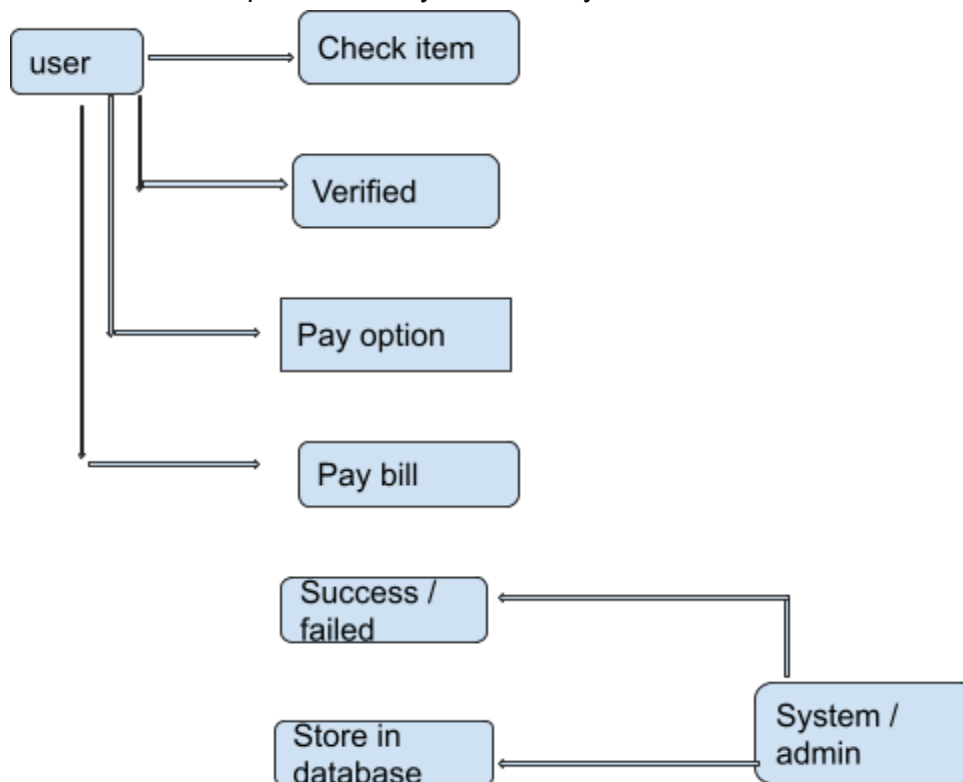 user
Check item
Verified
Pay option
Pay bill
Success /
failed
System /
admin
Store in
database